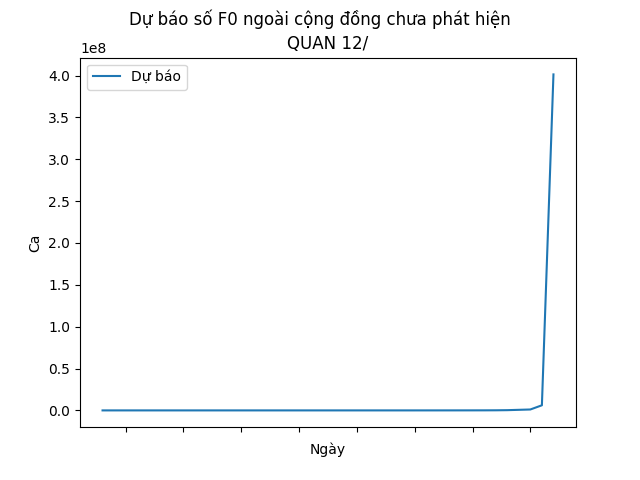 Dự báo số F0 ngoài cộng đồng chưa phát hiện
QUAN 12/
1e8
Dự báo
4.0
3.5
3.0
2.5
2.0
1.5
1.0
0.5
0.0
Ca
Ngày